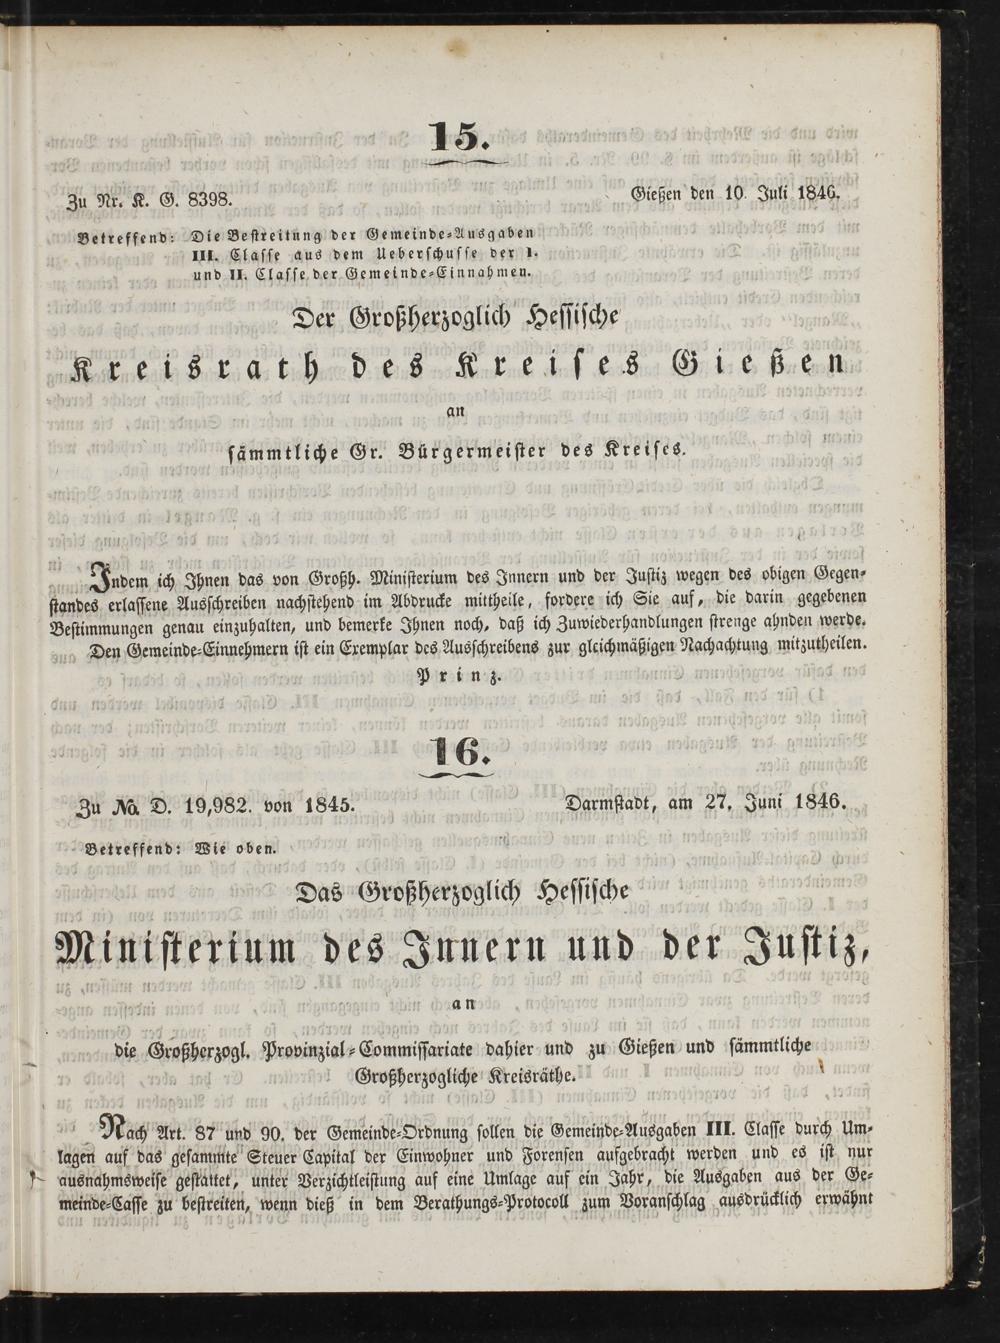 15.
Zu Nr. K. G. 8398.
Gießen den 10. Juli 1846.
Betreffend: Die Bestreitung der Gemeinde-Ausgaben
III. Classe aus dem Ueberschusse der I.
und II. Classe der Gemeinde-Einnahmen.
Der Großherzoglich Hessische
Kreisrath des Kreises Gießen
an
sämmtliche Gr. Bürgermeister des Kreises.
Indem ich Ihnen das von Großh. Ministerium des Innern und der Justiz wegen des obigen Gegen-
standes erlassene Ausschreiben nachstehend im Abdrucke mittheile, fordere ich Sie auf, die darin gegebenen
Bestimmungen genau einzuhalten, und bemerke Ihnen noch, daß ich Zuwiederhandlungen strenge ahnden werde.
Den Gemeinde-Einnehmern ist ein Exemplar des Ausschreibens zur gleichmäßigen Nachachtung mitzutheilen.
Prinz.
16.
Zu No. D. 19,982. von 1845.
Darmstadt, am 27. Juni 1846.
Betreffend: Wie oben.
Das Großherzoglich Hessische
Ministerium des Innern und der Justiz,
an
die Großherzogl. Provinzial-Commissariate dahier und zu Gießen und sämmtliche
Großherzogliche Kreisräthe.
Nach Art. 87 und 90. der Gemeinde-Ordnung sollen die Gemeinde-Ausgaben III. Classe durch Um-
lagen auf das gesammte Steuer Capital der Einwohner und Forensen aufgebracht werden und es ist nur
ausnahmsweise gestattet, unter Verzichtleistung auf eine Umlage auf ein Jahr, die Ausgaben aus der Ge-
meinde-Casse zu bestreiten, wenn dieß in dem Berathungs-Protocoll zum Voranschlag ausdrücklich erwähnt